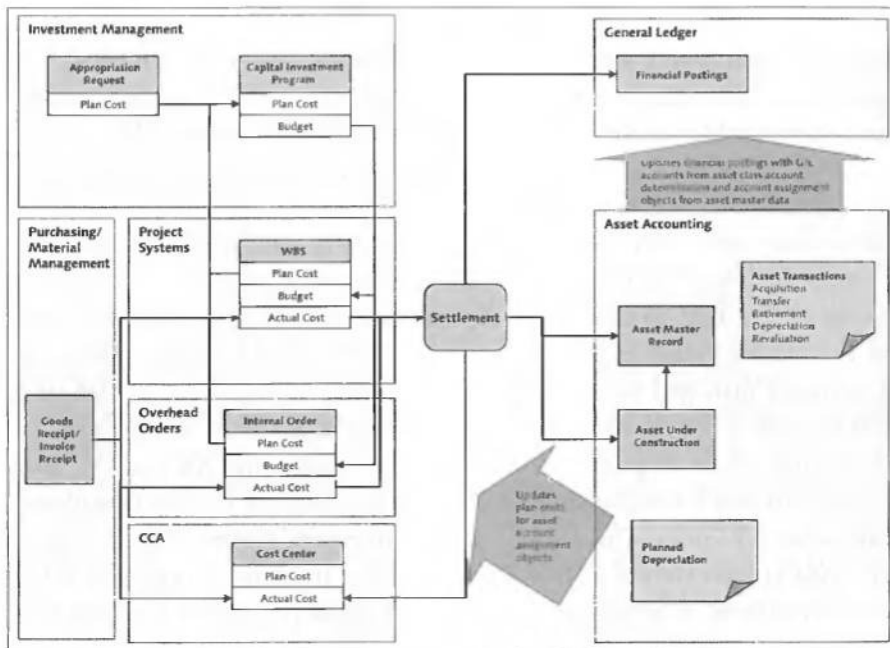 Investment Management
Appropriation
Request
Plan Cost
Capital Investment
Program
Plan Cost
Budget
General Ledger
Financial Postings
Updates financial postings with G/L
accounts from asset class account
determination and account assignment
objects from asset master data
Purchasing/
Material
Management
Goods
Receipt/
Invoice
Receipt
Project
Systems
WBS
Plan Cost
Budget
Actual Cost
Overhead
Orders
Internal Order
Plan Cost
Budget
Actual Cost
CCA
Cost Center
Plan Cost
Actual Cost
Settlement
Updates
plan costs
for asset
account
assignment
objects
Asset Accounting
Asset Master
Record
Asset Under
Construction
Asset Transactions
Acquisition
Transfer
Retirement
Depreciation
Revaluation
Planned
Depreciation